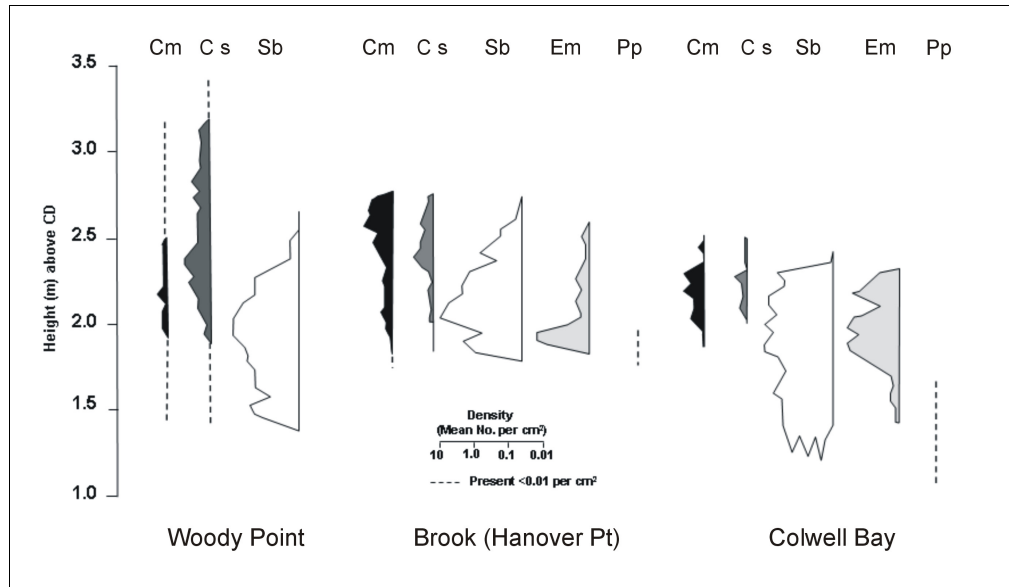 Cm C s Sb Cm C s Sb Em Pp Cm C s Sb Em Pp
3.5
3.0
2.5
2.0
1.5
1.0
Height (m) above CD
Density
(Mean No. per cm²)
10 1.0 0.1 0.01
Present <0.01 per cm²
Woody Point Brook (Hanover Pt) Colwell Bay